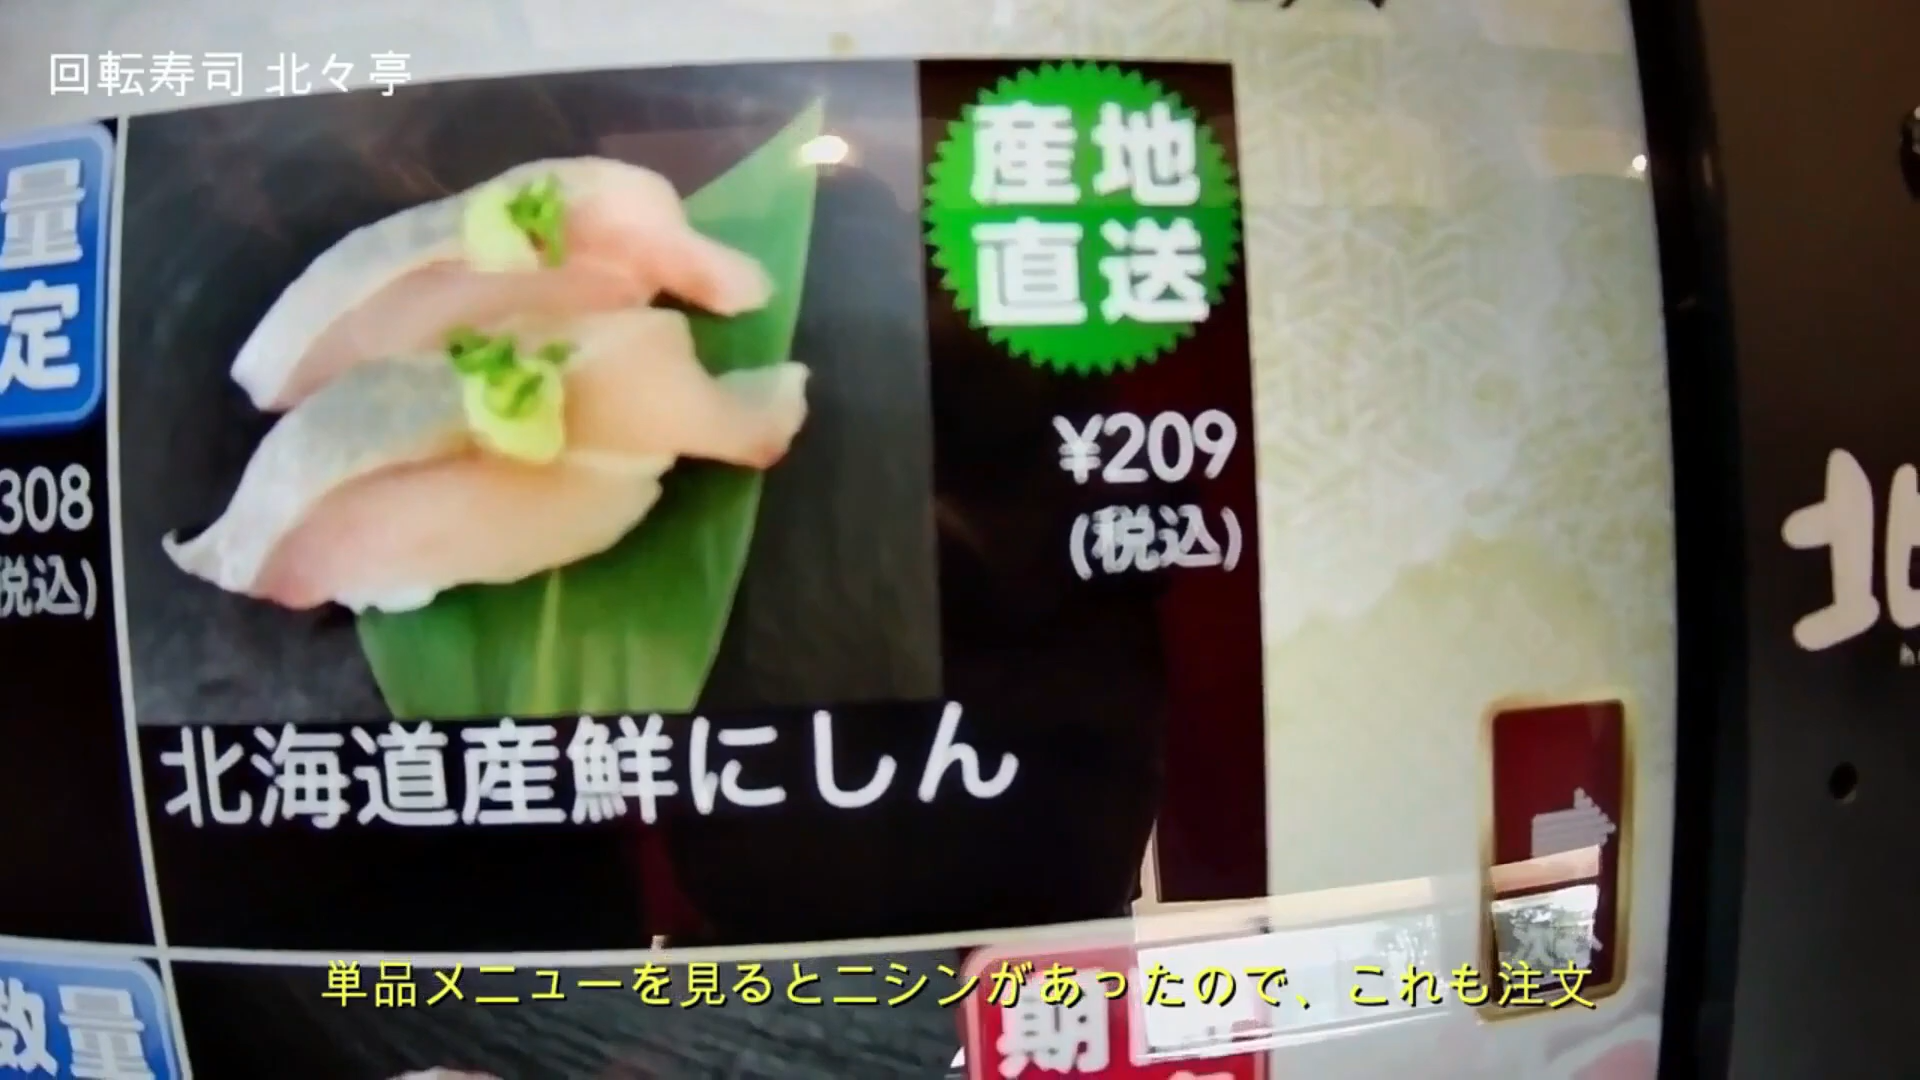 回転寿司 北々亭
量
定
産地
直送
¥209
(税込)
308
税込)
北海道産鮮にしん
北
単品メニューを見るとニシンがあったので、これも注文
数量
期